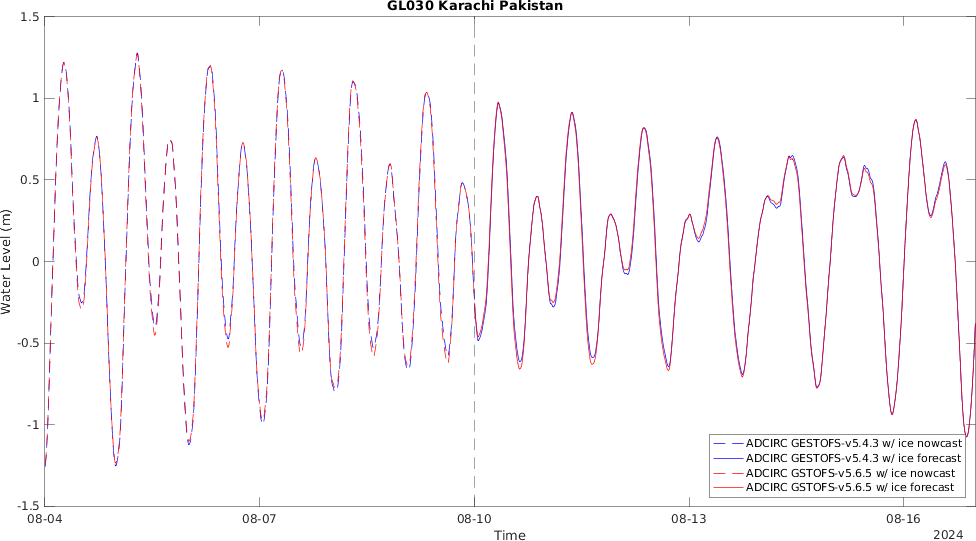 GL030 Karachi Pakistan
1.5
1
0.5
0
-0.5
-1
-1.5
Water Level (m)
08-04
08-07
08-10
08-13
08-16
Time
2024
ADCIRC GESTOFS-v5.4.3 w/ ice nowcast
ADCIRC GESTOFS-v5.4.3 w/ ice forecast
ADCIRC GSTOFS-v5.6.5 w/ ice nowcast
ADCIRC GSTOFS-v5.6.5 w/ ice forecast